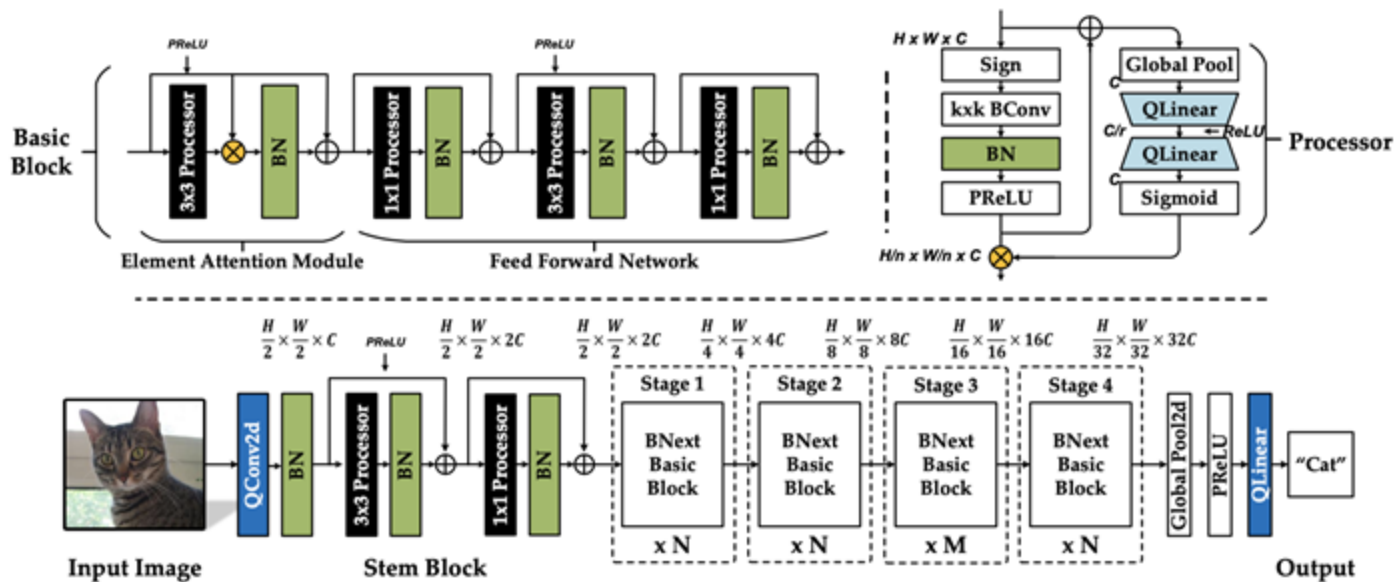 Basic
Block
PReLU
3x3 Processor
BN
1x1 Processor
BN
PReLU
3x3 Processor
BN
1x1 Processor
BN
Element Attention Module
Feed Forward Network
H x W x C
Sign
kxk BConv
BN
PReLU
H/n x W/n x C
Global Pool
C
QLinear
C/r
ReLU
QLinear
C
Sigmoid
Processor
H/2 × W/2 × C
PReLU
H/2 × W/2 × 2C
H/2 × W/2 × 2C
H/4 × W/4 × 4C
H/8 × W/8 × 8C
H/16 × W/16 × 16C
H/32 × W/32 × 32C
QConv2d
BN
3x3 Processor
BN
1x1 Processor
BN
Stage 1
BNext
Basic
Block
x N
Stage 2
BNext
Basic
Block
x N
Stage 3
BNext
Basic
Block
x M
Stage 4
BNext
Basic
Block
x N
Global Pool2d
PReLU
QLinear
“Cat”
Input Image
Stem Block
Output